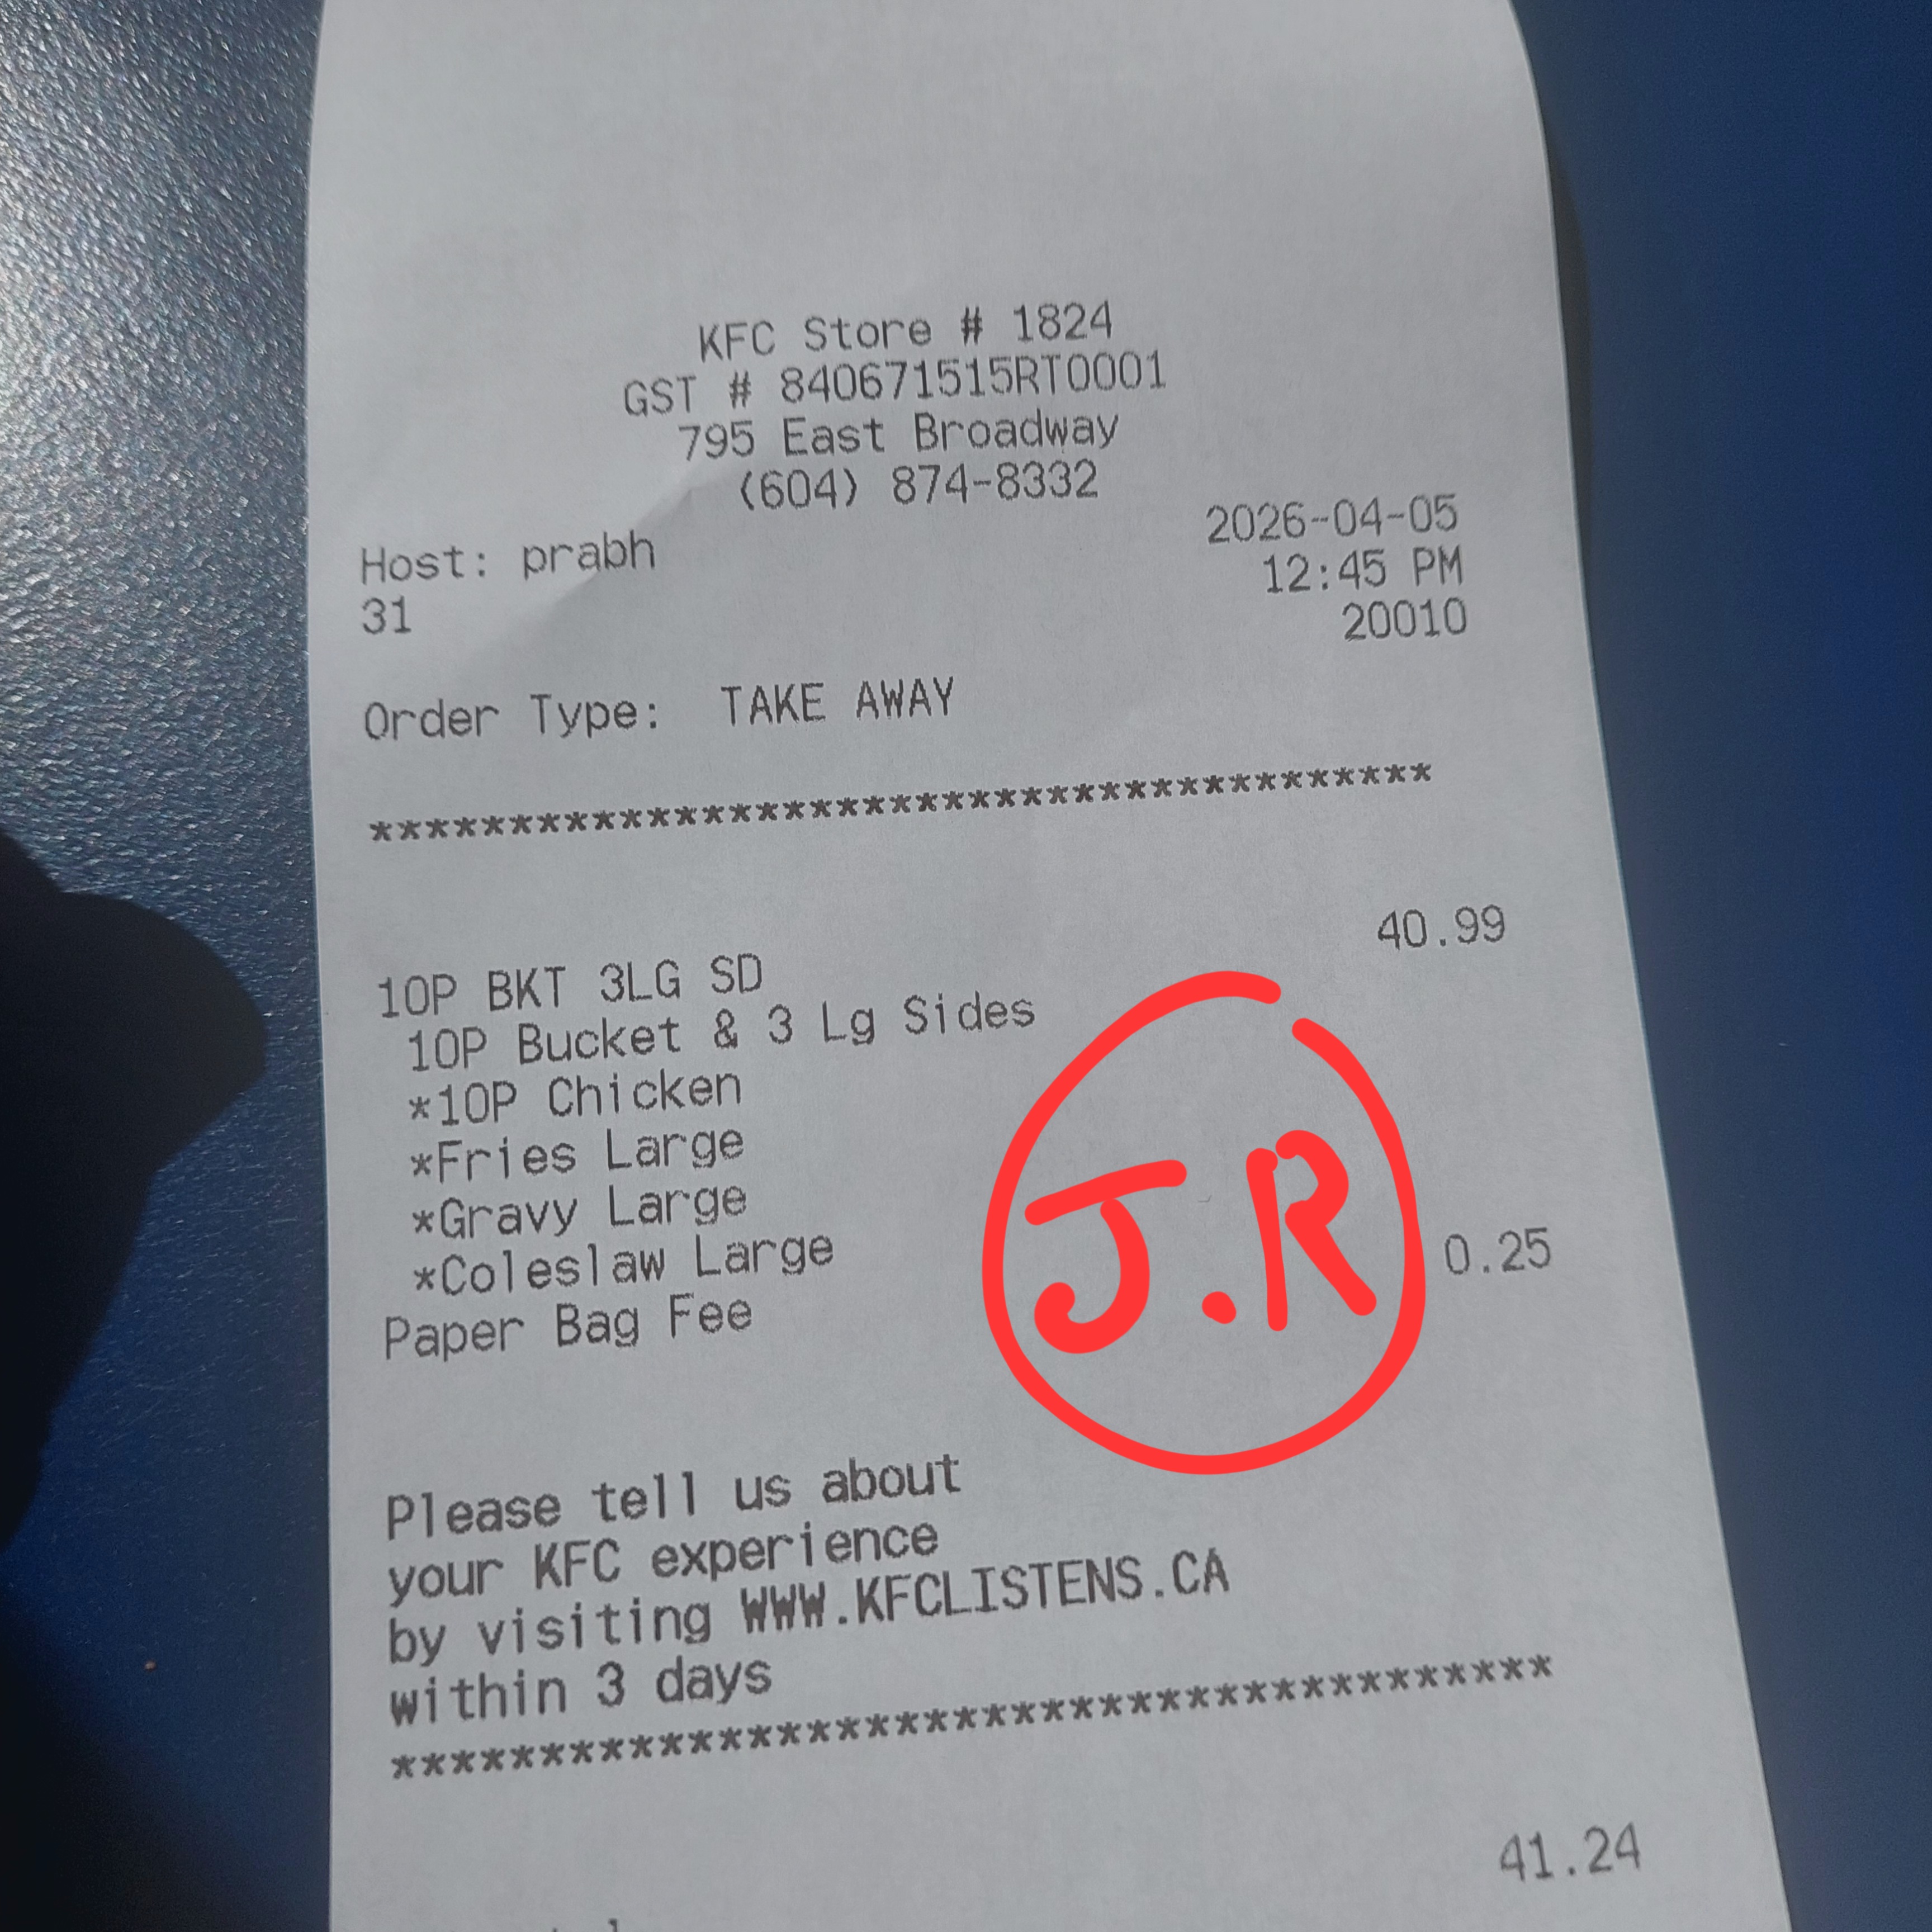 KFC Store # 1824
GST # 840671515RT0001
795 East Broadway
(604) 874-8332
Host: prabh 2026-04-05
31 12:45 PM
20010
Order Type: TAKE AWAY
***************************************
10P BKT 3LG SD 40.99
10P Bucket & 3 Lg Sides
*10P Chicken
*Fries Large
*Gravy Large
*Coleslaw Large
Paper Bag Fee 0.25
J.R
Please tell us about
your KFC experience
by visiting WWW.KFCLISTENS.CA
within 3 days
***************************************
41.24